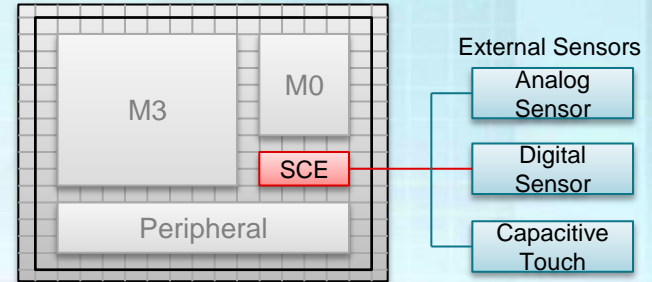 M3
M0
SCE
Peripheral
External Sensors
Analog
Sensor
Digital
Sensor
Capacitive
Touch